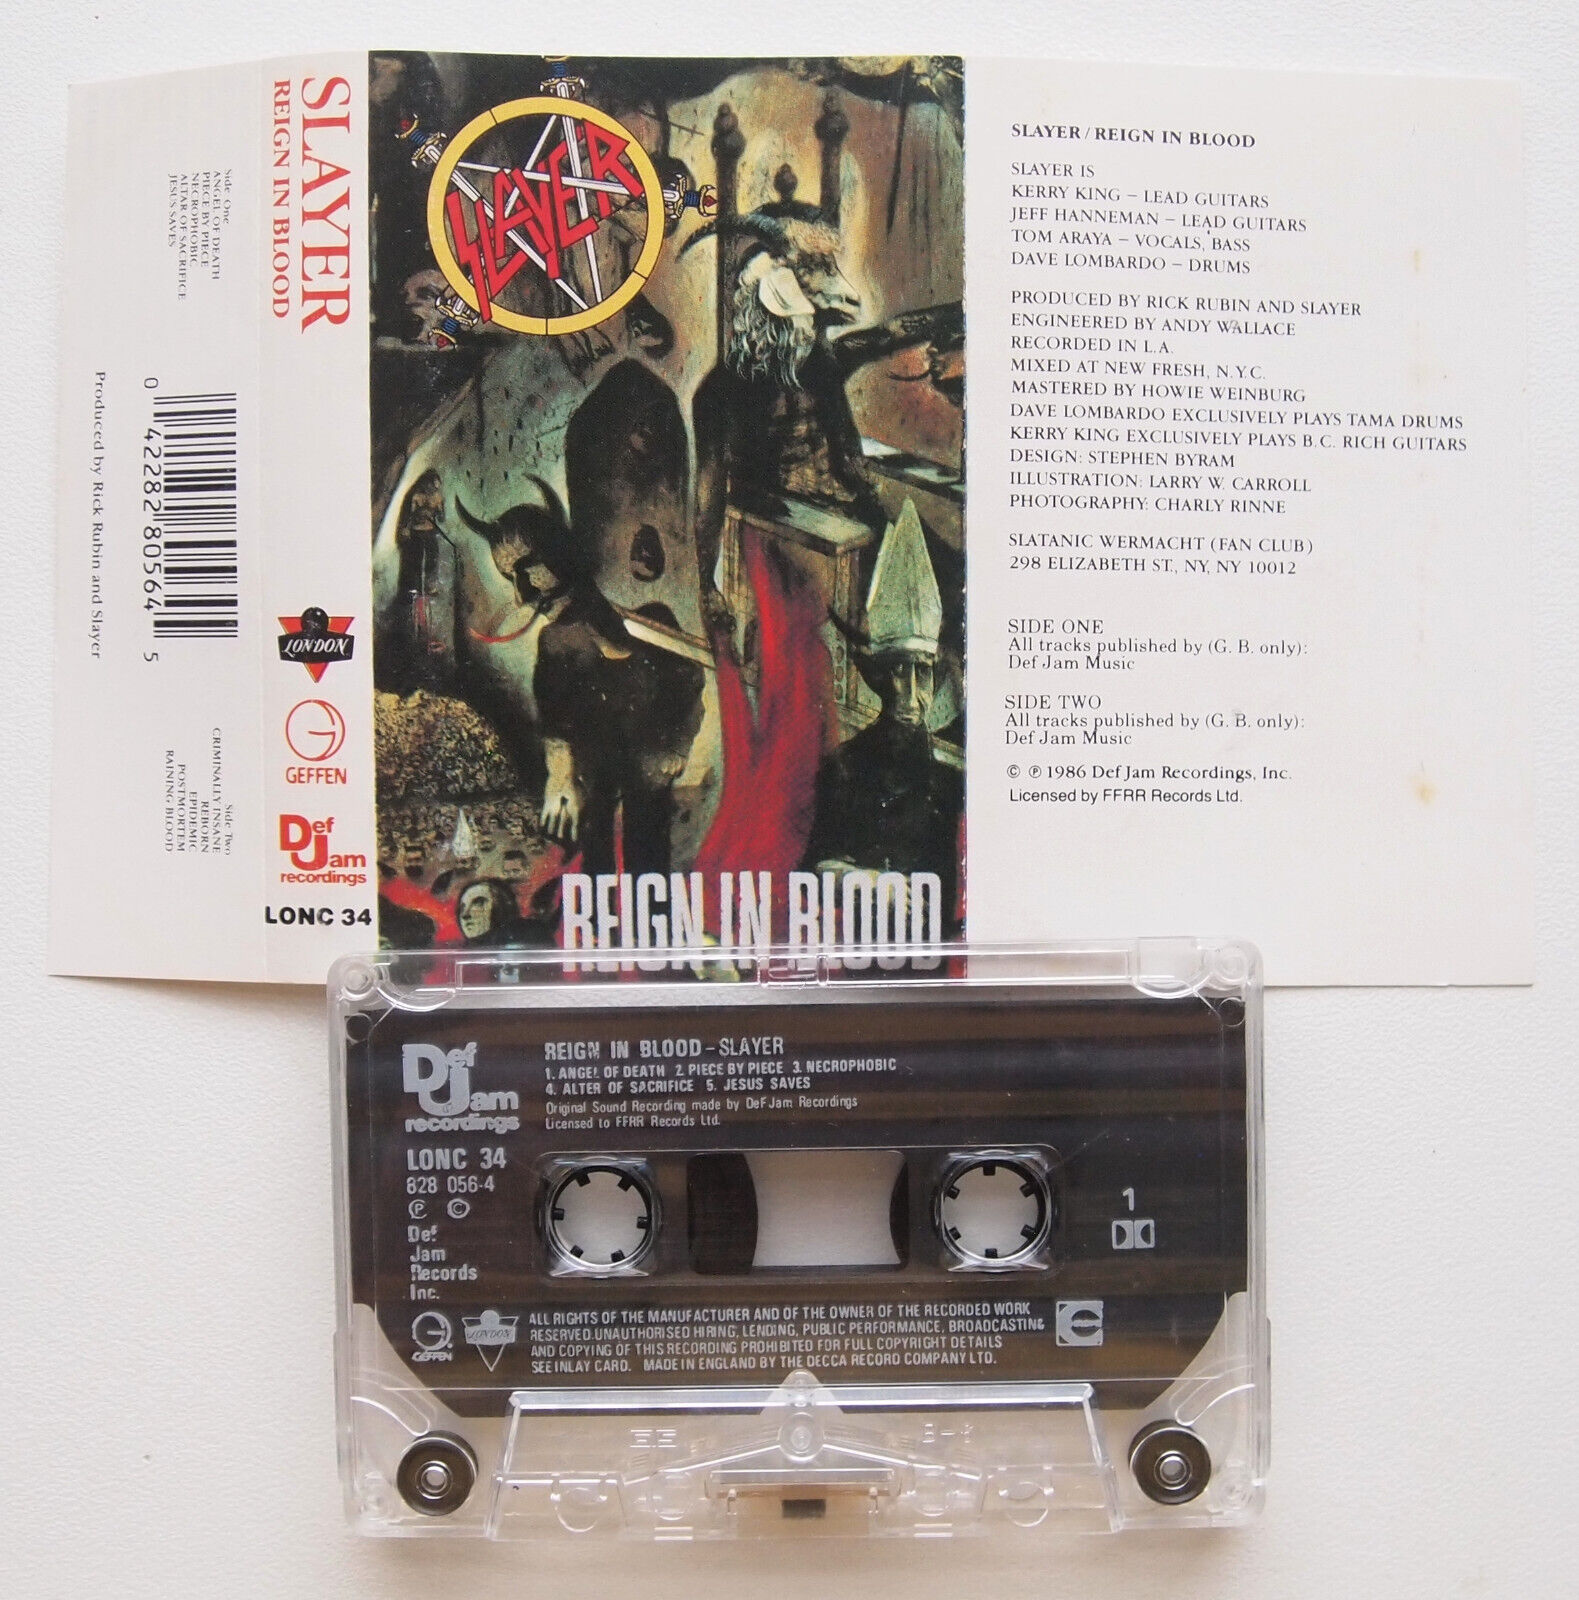 Side One
ANGEL OF DEATH
PIECE BY PIECE
NECROPHOBIC
ALTAR OF SACRIFICE
JESUS SAVES
Side Two
CRIMINALLY INSANE
REBORN
EPIDEMIC
POSTMORTEM
RAINING BLOOD
0 42282 80564 5
Produced by Rick Rubin and Slayer
SLAYER
REIGN IN BLOOD
LONDON
GEFFEN
Def Jam
recordings
LONC 34
SLAYER
REIGN IN BLOOD
SLAYER / REIGN IN BLOOD
SLAYER IS
KERRY KING – LEAD GUITARS
JEFF HANNEMAN – LEAD GUITARS
TOM ARAYA – VOCALS, BASS
DAVE LOMBARDO – DRUMS
PRODUCED BY RICK RUBIN AND SLAYER
ENGINEERED BY ANDY WALLACE
RECORDED IN L.A.
MIXED AT NEW FRESH, N.Y.C.
MASTERED BY HOWIE WEINBURG
DAVE LOMBARDO EXCLUSIVELY PLAYS TAMA DRUMS
KERRY KING EXCLUSIVELY PLAYS B.C. RICH GUITARS
DESIGN: STEPHEN BYRAM
ILLUSTRATION: LARRY W. CARROLL
PHOTOGRAPHY: CHARLY RINNE
SLATANIC WERMACHT (FAN CLUB)
298 ELIZABETH ST., NY, NY 10012
SIDE ONE
All tracks published by (G. B. only):
Def Jam Music
SIDE TWO
All tracks published by (G. B. only):
Def Jam Music
© ℗ 1986 Def Jam Recordings, Inc.
Licensed by FFRR Records Ltd.
Def Jam
recordings
REIGN IN BLOOD – SLAYER
1. ANGEL OF DEATH 2. PIECE BY PIECE 3. NECROPHOBIC
4. ALTER OF SACRIFICE 5. JESUS SAVES
Original Sound Recording made by Def Jam Recordings
Licensed to FFRR Records Ltd.
LONC 34
828 056-4
℗ ©
Def
Jam
Records
Inc.
1
GEFFEN
LONDON
ALL RIGHTS OF THE MANUFACTURER AND OF THE OWNER OF THE RECORDED WORK
RESERVED. UNAUTHORISED HIRING, LENDING, PUBLIC PERFORMANCE, BROADCASTING
AND COPYING OF THIS RECORDING PROHIBITED FOR FULL COPYRIGHT DETAILS
SEE INLAY CARD. MADE IN ENGLAND BY THE DECCA RECORD COMPANY LTD.